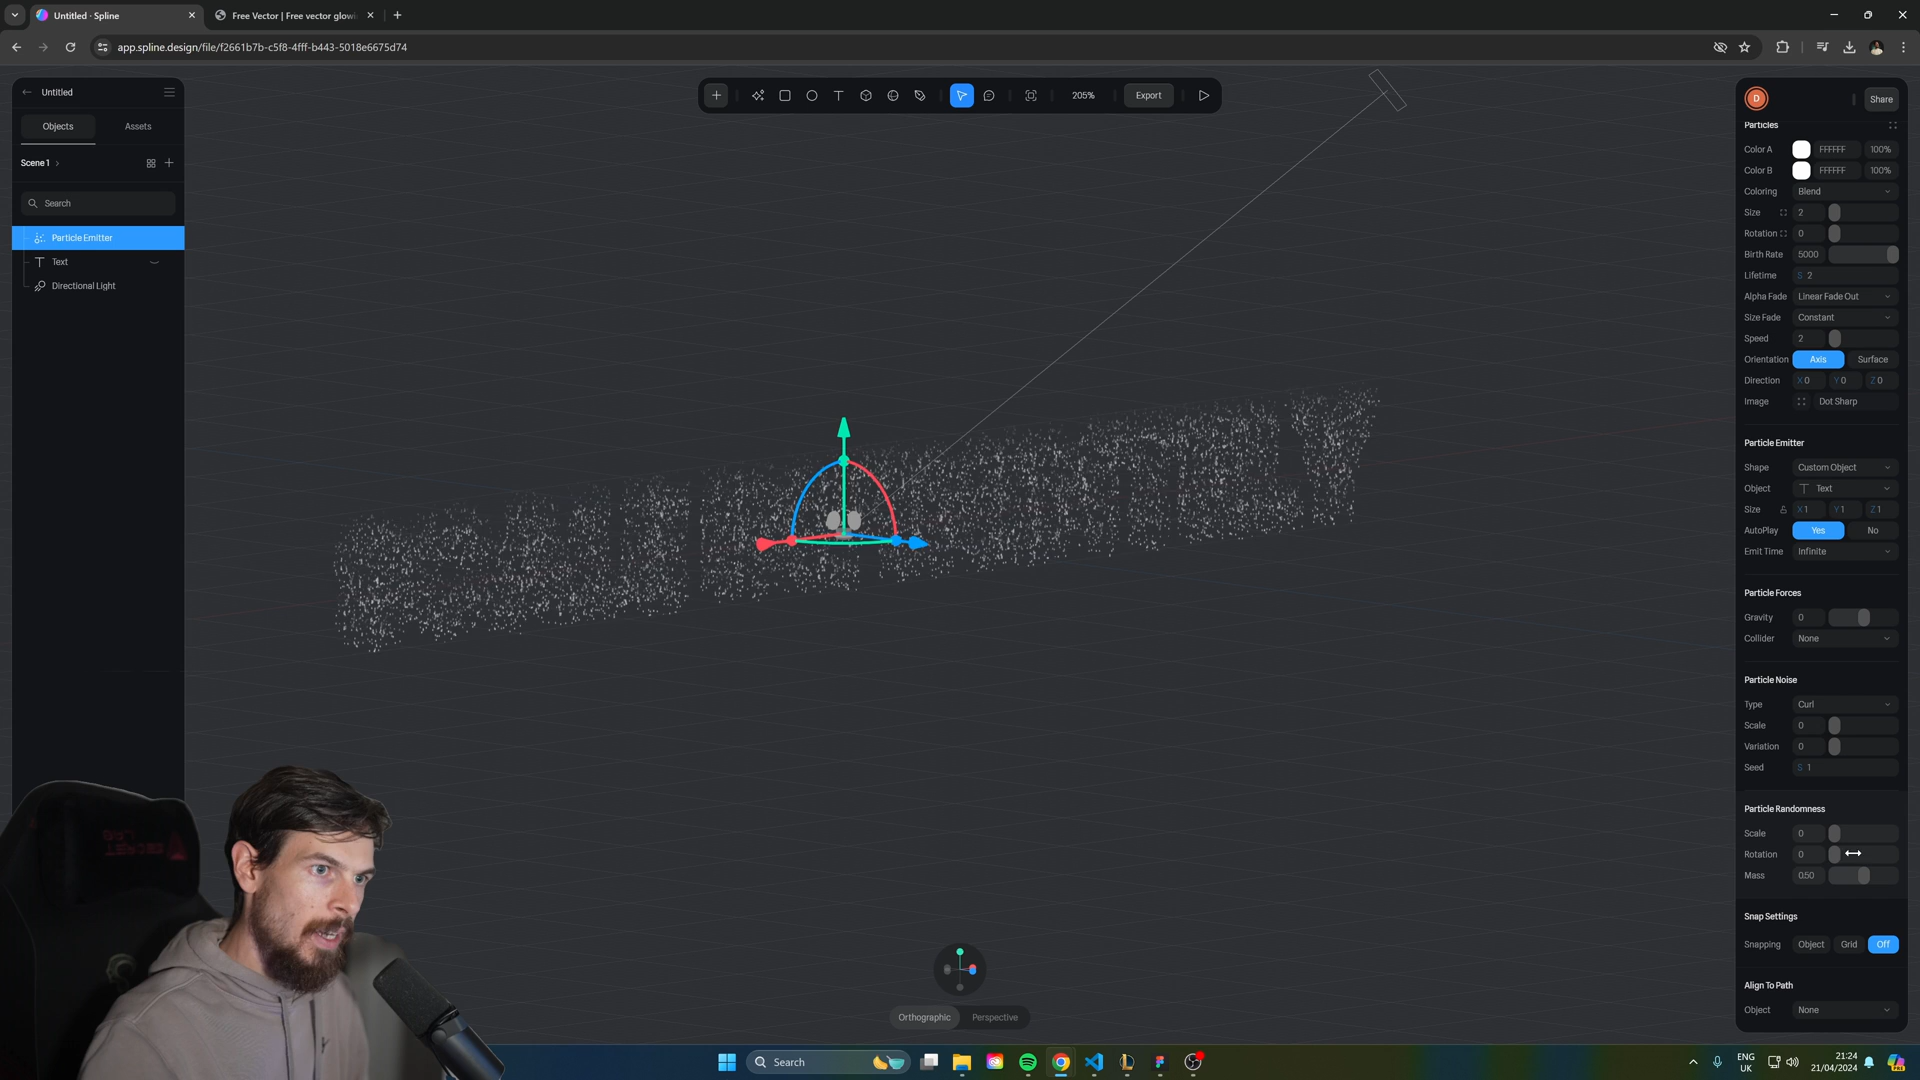 Untitled - Spline
Free Vector | Free vector glowi
app.spline.design/file/f2661b7b-c5f8-4fff-b443-5018e6675d74
Untitled
Objects Assets
Scene 1
Search
Particle Emitter
Text
Directional Light
205% Export
D Share
Particles
Color A FFFFFF 100%
Color B FFFFFF 100%
Coloring Blend
Size 2
Rotation 0
Birth Rate 5000
Lifetime S 2
Alpha Fade Linear Fade Out
Size Fade Constant
Speed 2
Orientation Axis Surface
Direction X 0 Y 0 Z 0
Image Dot Sharp
Particle Emitter
Shape Custom Object
Object Text
Size X 1 Y 1 Z 1
AutoPlay Yes No
Emit Time Infinite
Particle Forces
Gravity 0
Collider None
Particle Noise
Type Curl
Scale 0
Variation 0
Seed S 1
Particle Randomness
Scale 0
Rotation 0
Mass 0.50
Snap Settings
Snapping Object Grid Off
Align To Path
Object None
Orthographic Perspective
Search
ENG
UK
21:24
21/04/2024